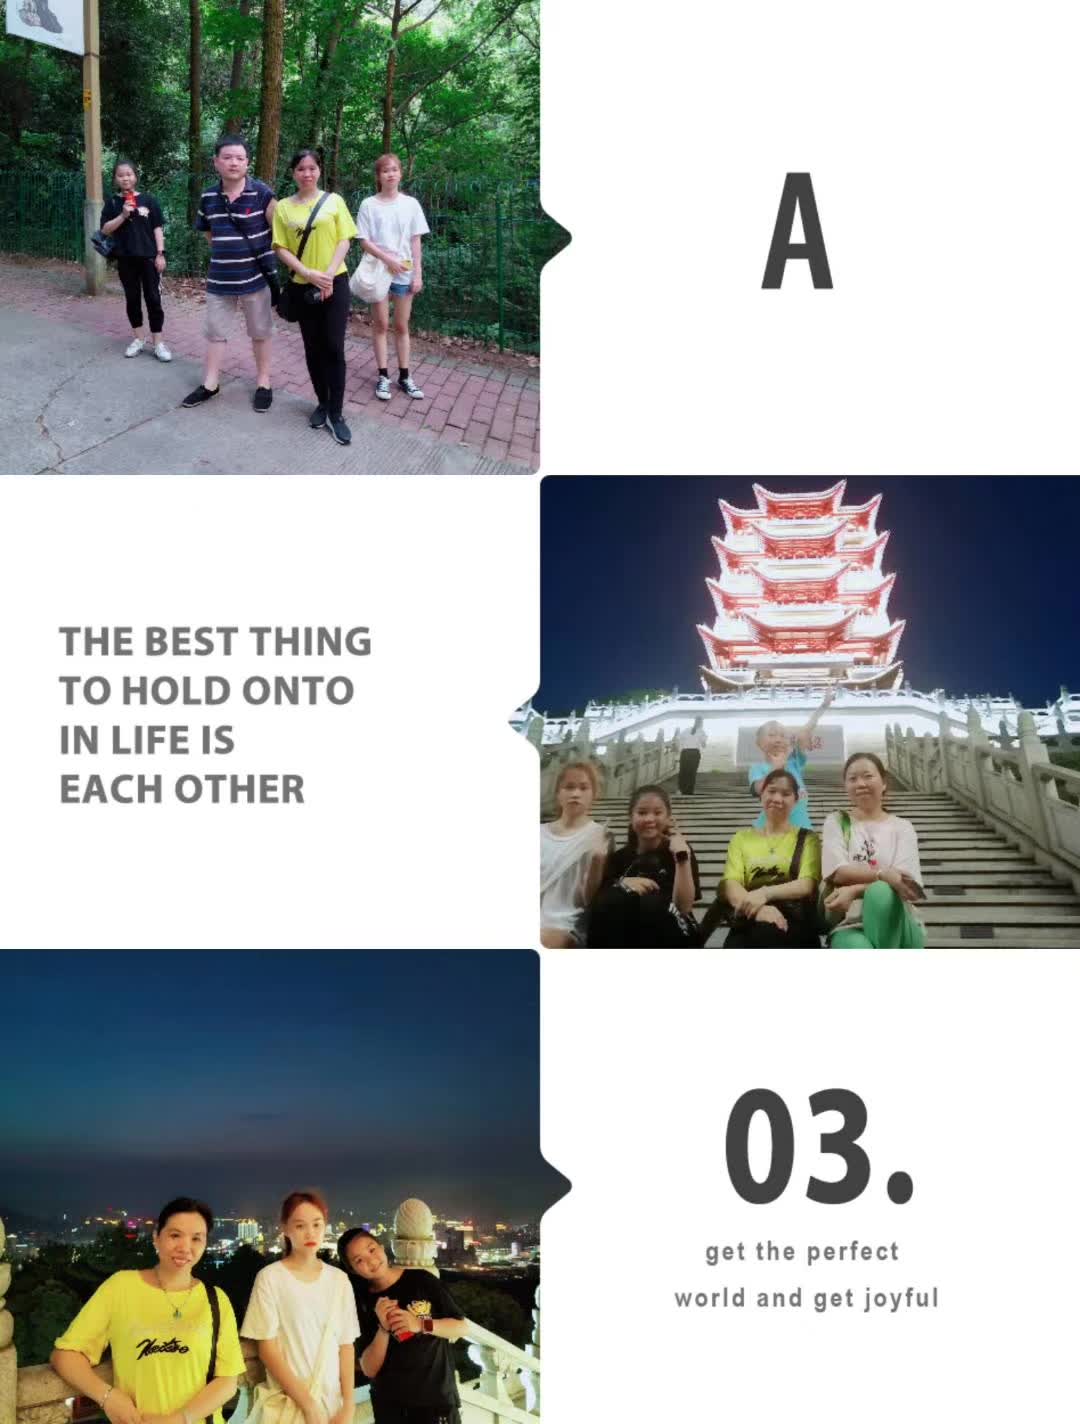 A
THE BEST THING
TO HOLD ONTO
IN LIFE IS
EACH OTHER
03.
get the perfect
world and get joyful